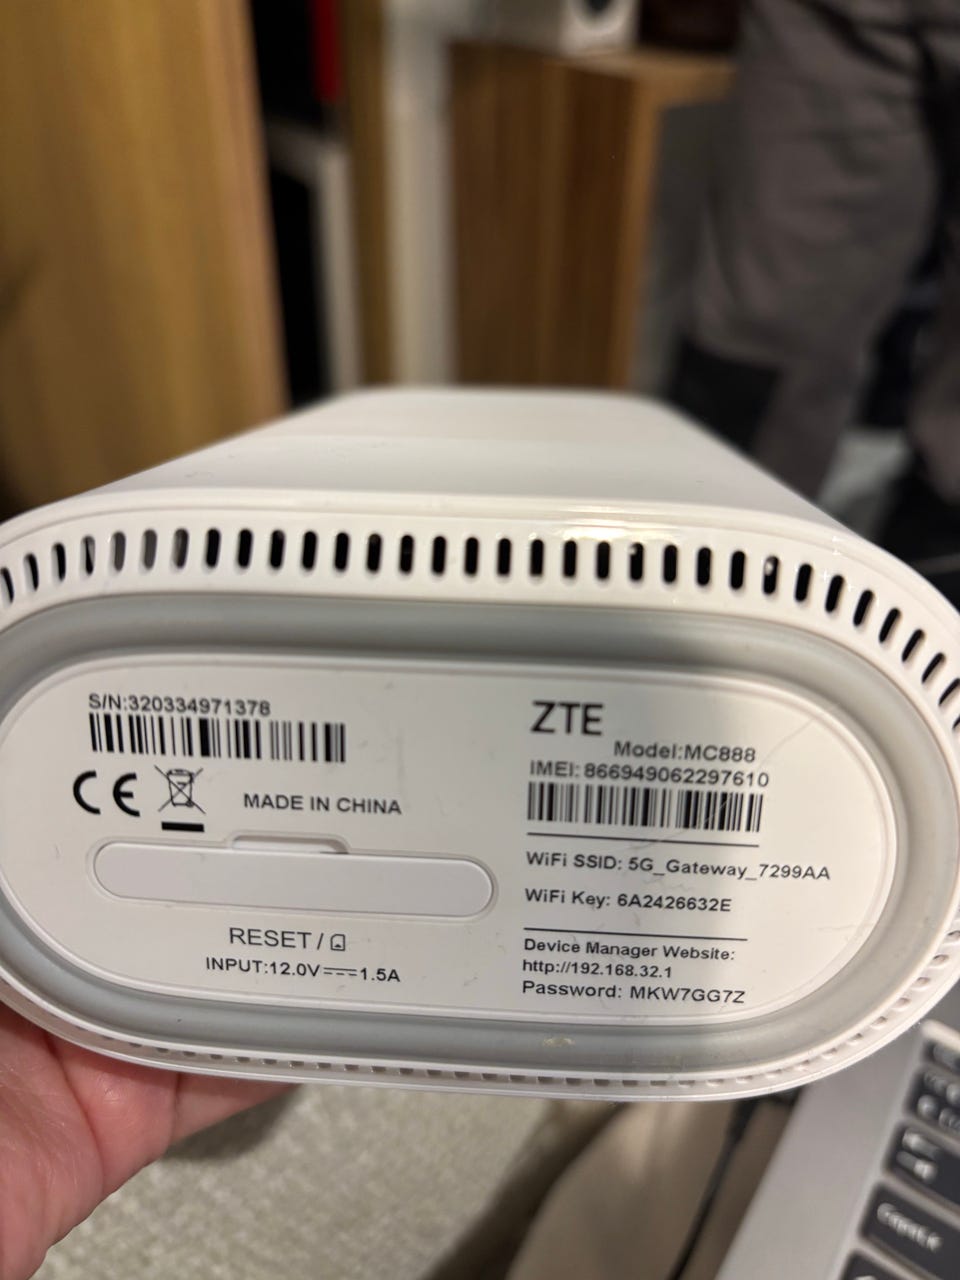 S/N:320334971378
MADE IN CHINA
RESET /
INPUT:12.0V⎓1.5A
ZTE
Model:MC888
IMEI: 866949062297610
WiFi SSID: 5G_Gateway_7299AA
WiFi Key: 6A2426632E
Device Manager Website:
http://192.168.32.1
Password: MKW7GG7Z